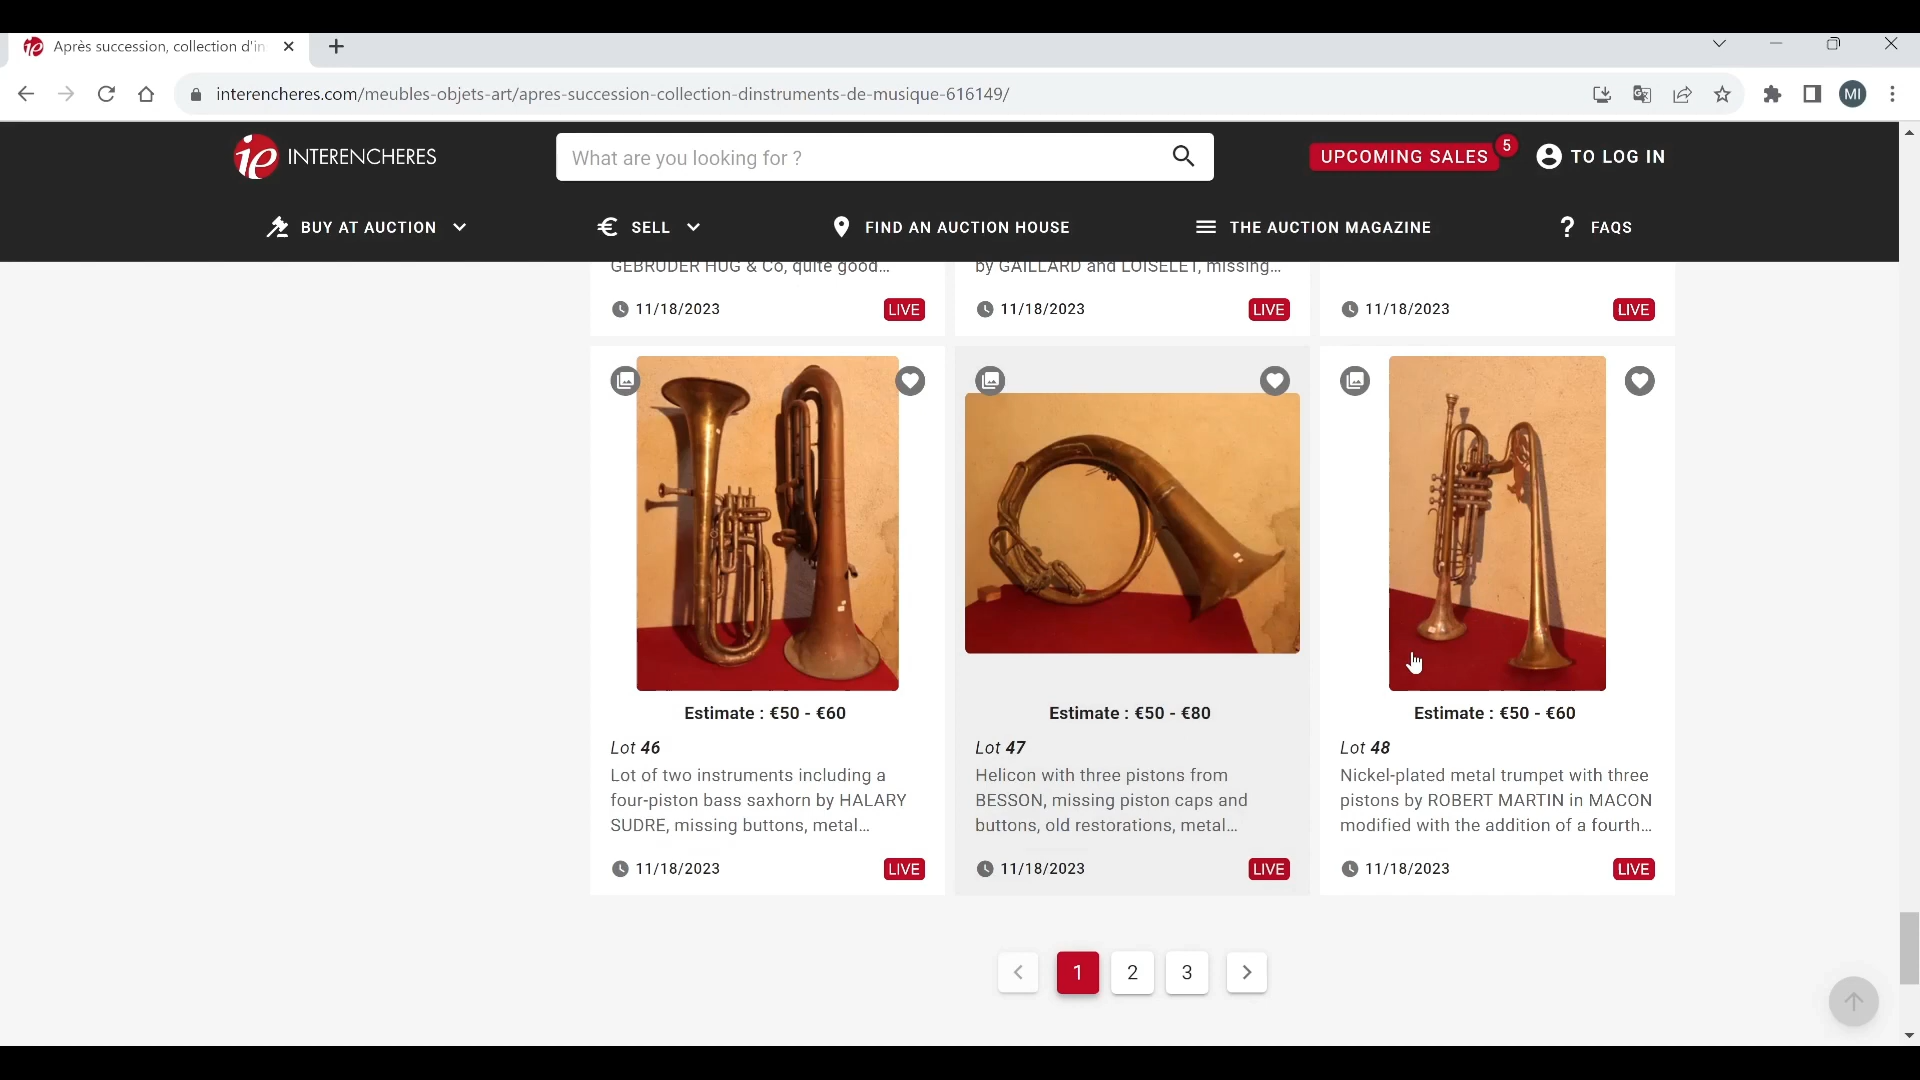 Après succession, collection d'in
interencheres.com/meubles-objets-art/apres-succession-collection-dinstruments-de-musique-616149/
MI
ie INTERENCHERES
What are you looking for ?
UPCOMING SALES 5
TO LOG IN
BUY AT AUCTION
SELL
FIND AN AUCTION HOUSE
THE AUCTION MAGAZINE
FAQS
GEBRUDER HUG & Co, quite good...
11/18/2023 LIVE
by GAILLARD and LOISELET, missing...
11/18/2023 LIVE
11/18/2023 LIVE
Estimate : €50 - €60
Lot 46
Lot of two instruments including a
four-piston bass saxhorn by HALARY
SUDRE, missing buttons, metal...
11/18/2023 LIVE
Estimate : €50 - €80
Lot 47
Helicon with three pistons from
BESSON, missing piston caps and
buttons, old restorations, metal...
11/18/2023 LIVE
Estimate : €50 - €60
Lot 48
Nickel-plated metal trumpet with three
pistons by ROBERT MARTIN in MACON
modified with the addition of a fourth...
11/18/2023 LIVE
1 2 3